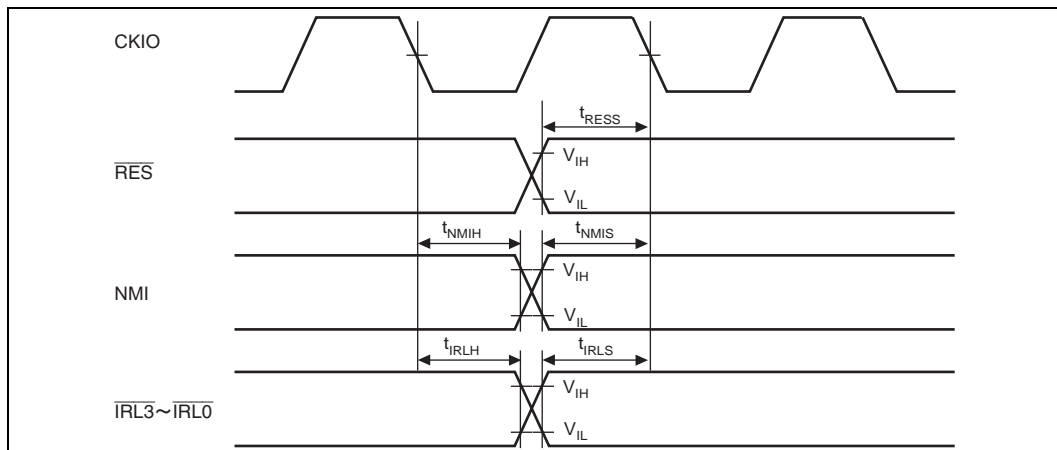 CKIO
tRESS
RES
VIH
VIL
tNMIH tNMIS
NMI
VIH
VIL
tIRLH tIRLS
IRL3～IRL0
VIH
VIL